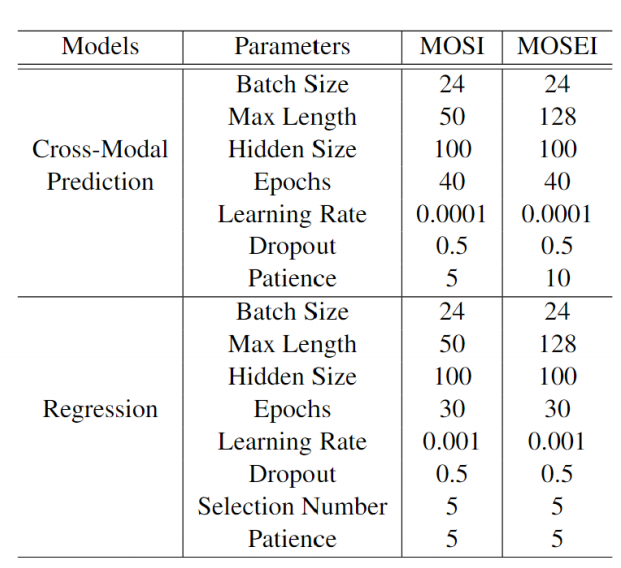 Models Parameters MOSI MOSEI
Batch Size 24 24
Max Length 50 128
Cross-Modal Hidden Size 100 100
Prediction Epochs 40 40
Learning Rate 0.0001 0.0001
Dropout 0.5 0.5
Patience 5 10
Batch Size 24 24
Max Length 50 128
Hidden Size 100 100
Regression Epochs 30 30
Learning Rate 0.001 0.001
Dropout 0.5 0.5
Selection Number 5 5
Patience 5 5